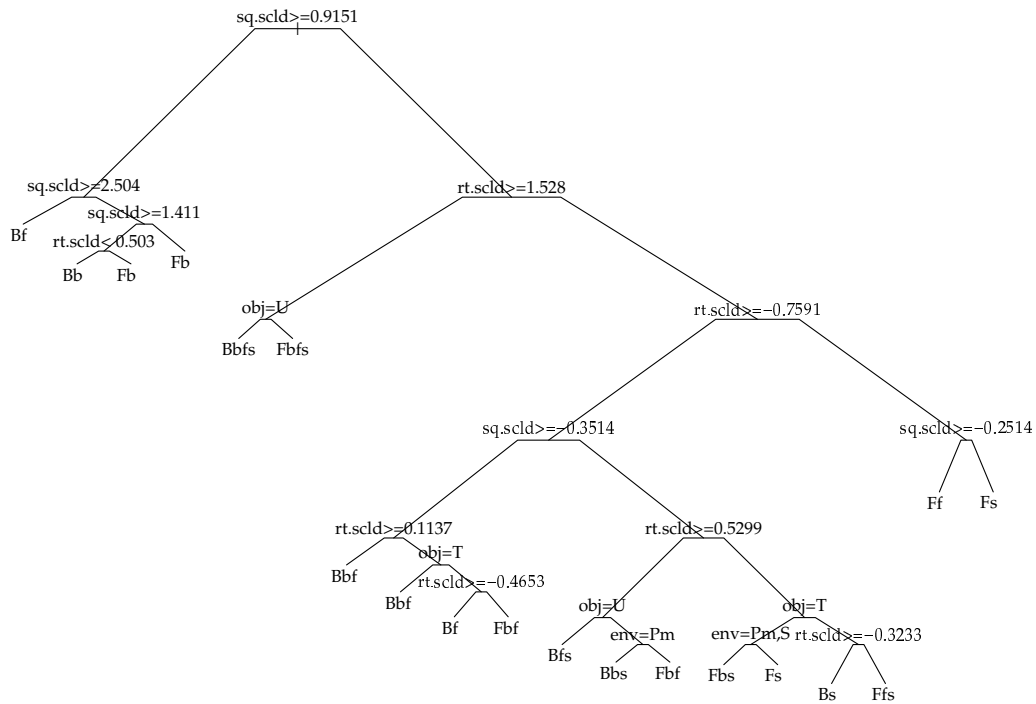 sq.scld>=0.9151
sq.scld>=2.504
rt.scld>=1.528
Bf
sq.scld>=1.411
rt.scld< 0.503
Fb
Bb
Fb
obj=U
rt.scld>=−0.7591
Bbfs
Fbfs
sq.scld>=−0.3514
sq.scld>=−0.2514
Ff
Fs
rt.scld>=0.1137
rt.scld>=0.5299
Bbf
obj=T
Bbf
rt.scld>=−0.4653
Bf
Fbf
obj=U
obj=T
Bfs
env=Pm
env=Pm,S
rt.scld>=−0.3233
Bbs
Fbf
Fbs
Fs
Bs
Ffs